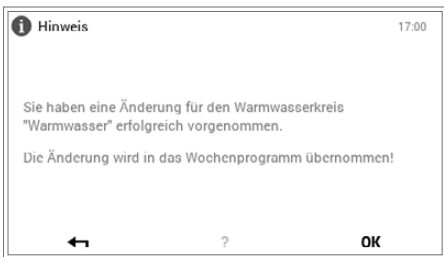 Hinweis 17:00
Sie haben eine Änderung für den Warmwasserkreis
"Warmwasser" erfolgreich vorgenommen.
Die Änderung wird in das Wochenprogramm übernommen!
? OK